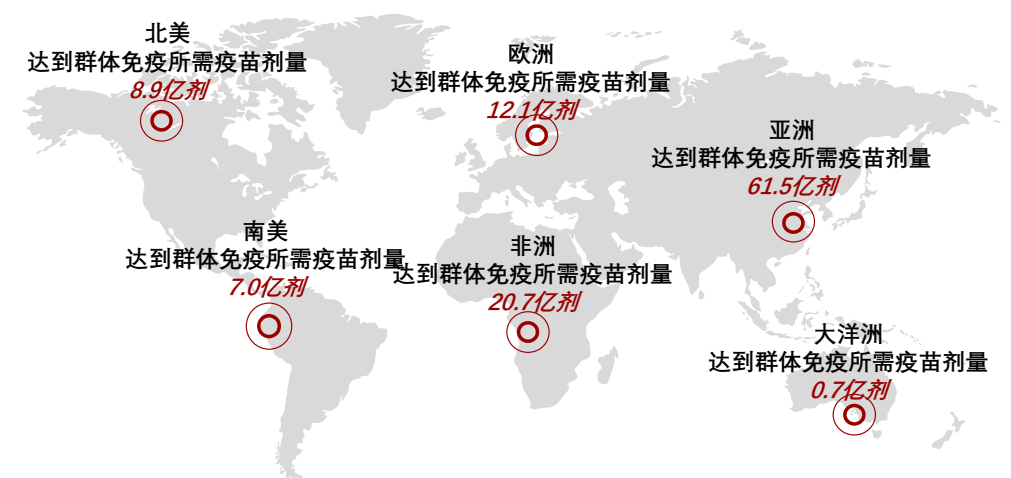 北美
达到群体免疫所需疫苗剂量
8.9亿剂
欧洲
达到群体免疫所需疫苗剂量
12.1亿剂
亚洲
达到群体免疫所需疫苗剂量
61.5亿剂
南美
达到群体免疫所需疫苗剂量
7.0亿剂
非洲
达到群体免疫所需疫苗剂量
20.7亿剂
大洋洲
达到群体免疫所需疫苗剂量
0.7亿剂